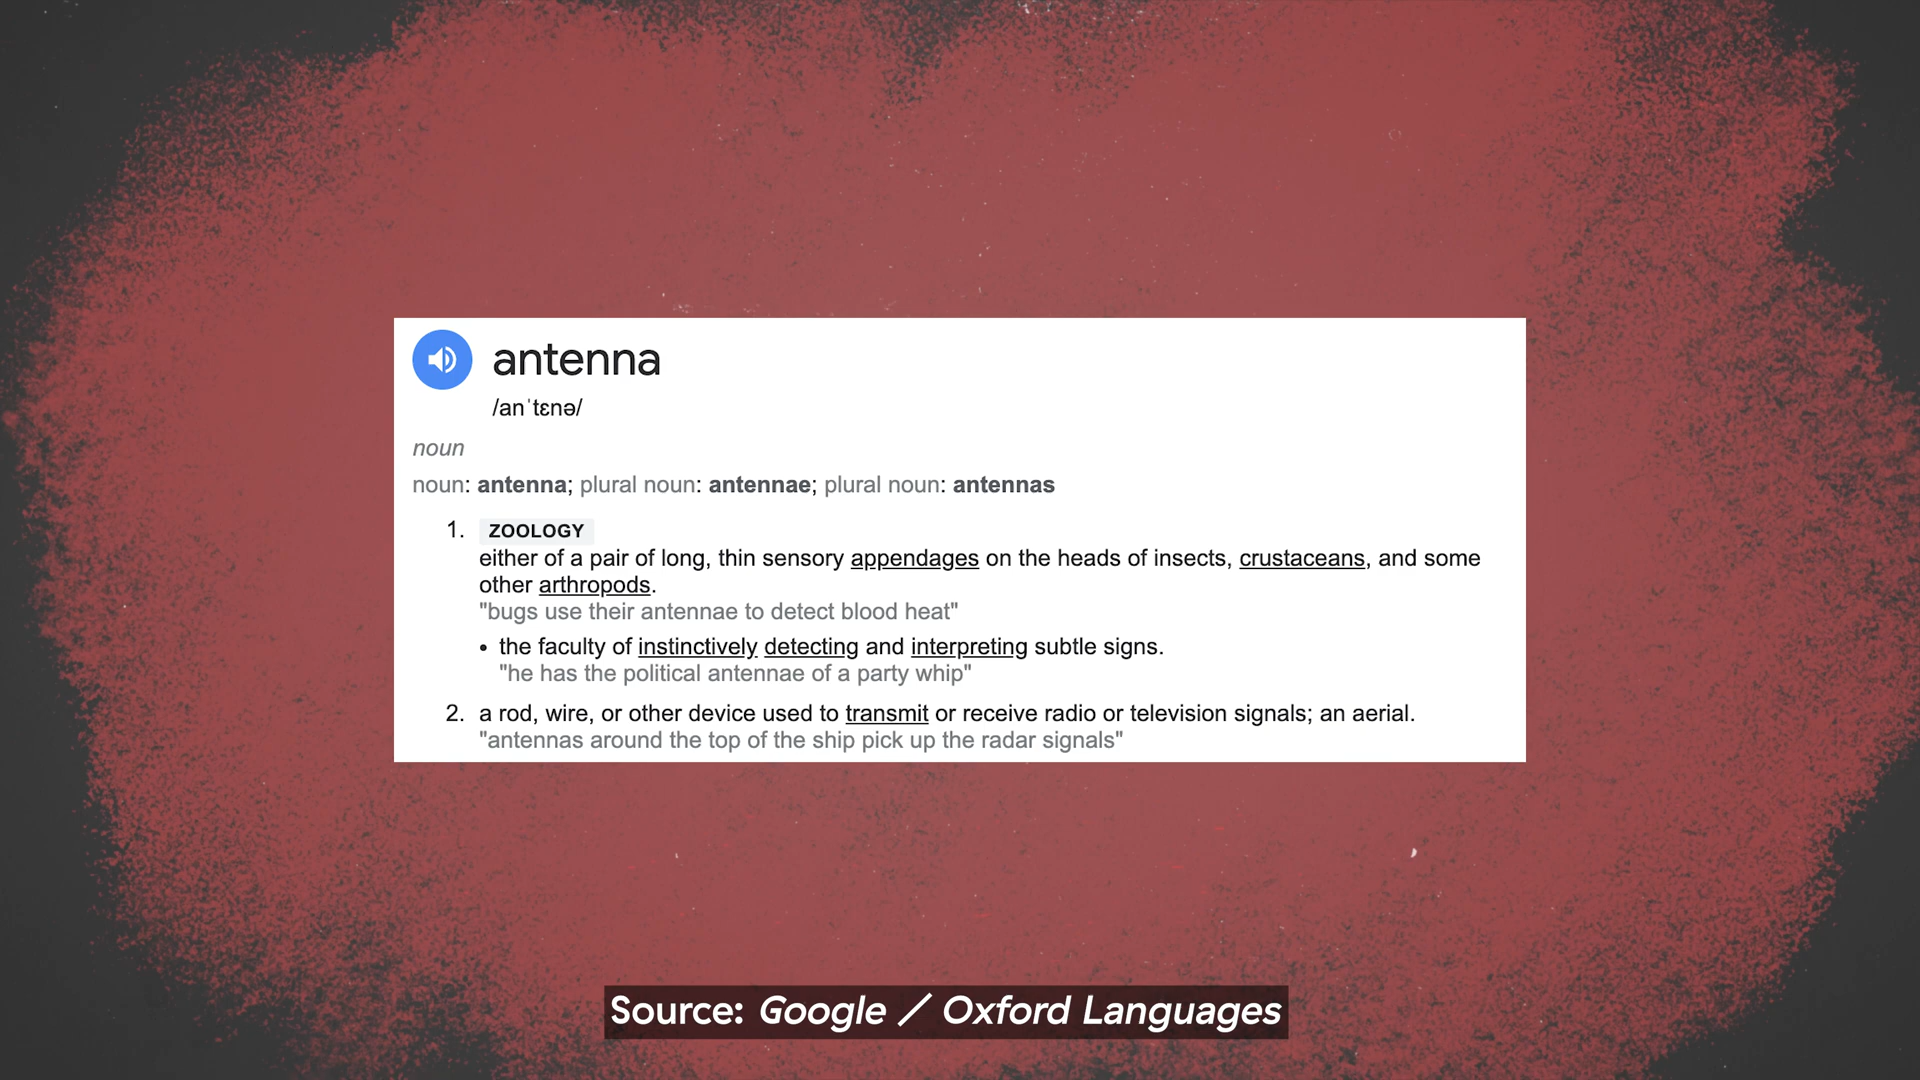 antenna
/anˈtɛnə/
noun
noun: antenna; plural noun: antennae; plural noun: antennas
1. ZOOLOGY
either of a pair of long, thin sensory appendages on the heads of insects, crustaceans, and some
other arthropods.
"bugs use their antennae to detect blood heat"
• the faculty of instinctively detecting and interpreting subtle signs.
"he has the political antennae of a party whip"
2. a rod, wire, or other device used to transmit or receive radio or television signals; an aerial.
"antennas around the top of the ship pick up the radar signals"
Source: Google / Oxford Languages